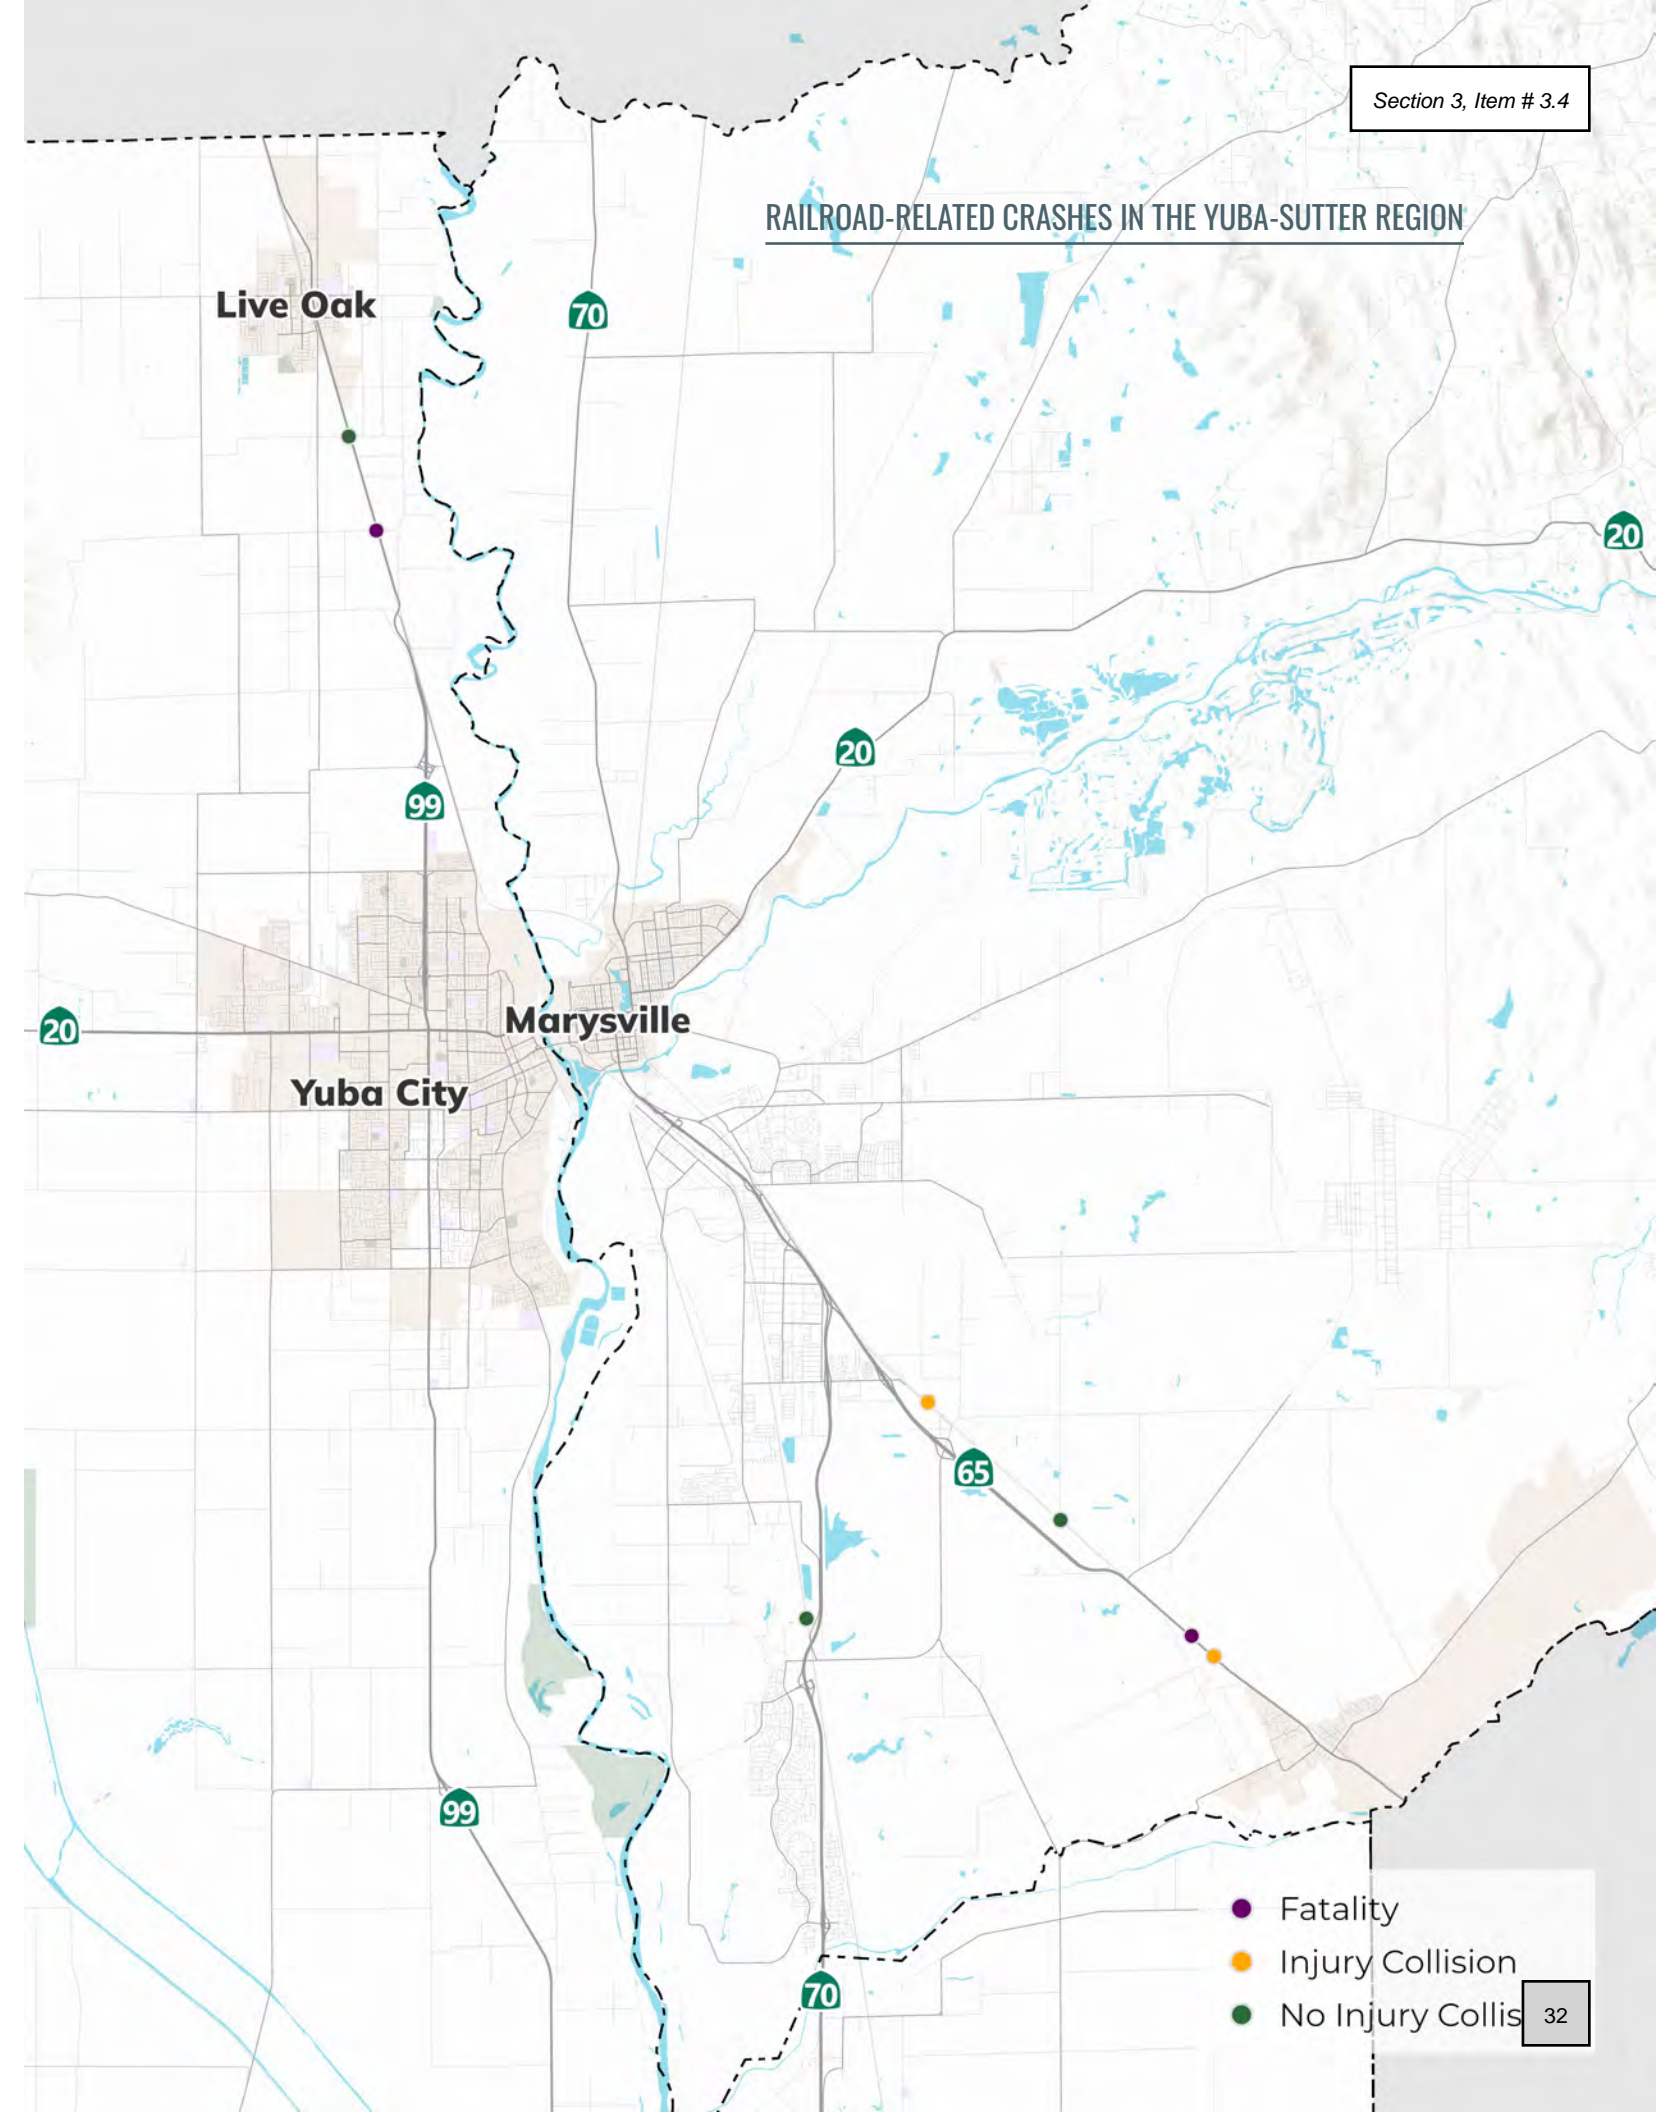 Section 3, Item # 3.4
RAILROAD-RELATED CRASHES IN THE YUBA-SUTTER REGION
Live Oak
70
20
20
99
Marysville
20
Yuba City
65
99
70
Fatality
Injury Collision
No Injury Collis
32